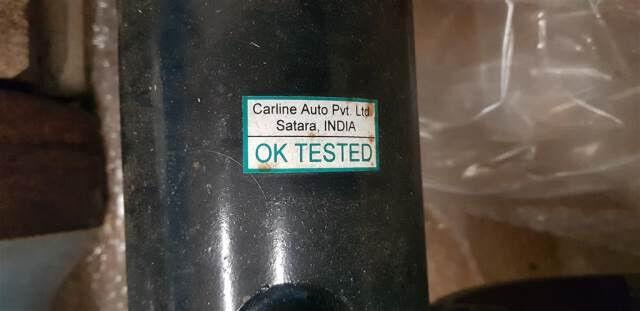 Carline Auto Pvt. Ltd
Satara, INDIA
OK TESTED